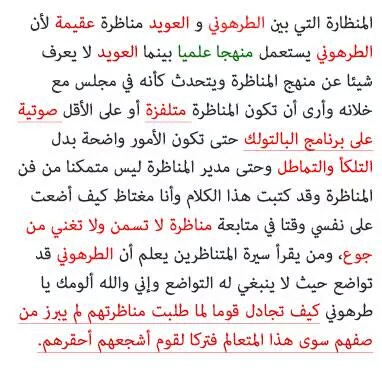 المنظارة التي بين الطرهوني و العويد مناظرة عقيمة لأن
الطرهوني يستعمل منهجا علميا بينما العويد لا يعرف
شيئا عن منهج المناظرة ويتحدث كأنه في مجلس مع
خلانه وأرى أن تكون المناظرة متلفزة أو على الأقل صوتية
على برنامج البالتولك حتى تكون الأمور واضحة بدل
التلكأ والتماطل وحتى مدير المناظرة ليس متمكنا من فن
المناظرة وقد كتبت هذا الكلام وأنا مغتاظ كيف أضعت
على نفسي وقتا في متابعة مناظرة لا تسمن ولا تغني من
جوع، ومن يقرأ سيرة المتناظرين يعلم أن الطرهوني قد
تواضع حيث لا ينبغي له التواضع وإني والله ألومك يا
طرهوني كيف تجادل قوما لما طلبت مناظرتهم لم يبرز من
صفهم سوى هذا المتعالم فتركا لقوم أشجعهم أحقرهم.